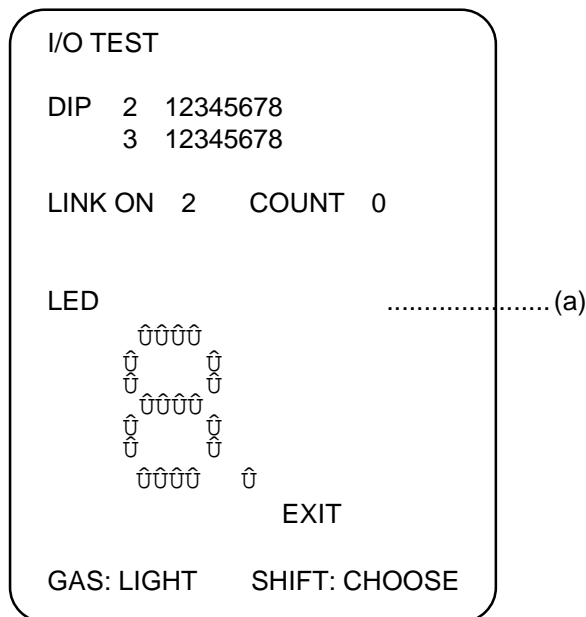 I/O TEST
DIP 2 12345678
3 12345678
LINK ON 2 COUNT 0
LED ...................... (a)
ÛÛÛÛ
Û Û
Û Û
ÛÛÛÛ
Û Û
Û Û
ÛÛÛÛ Û
EXIT
GAS: LIGHT SHIFT: CHOOSE